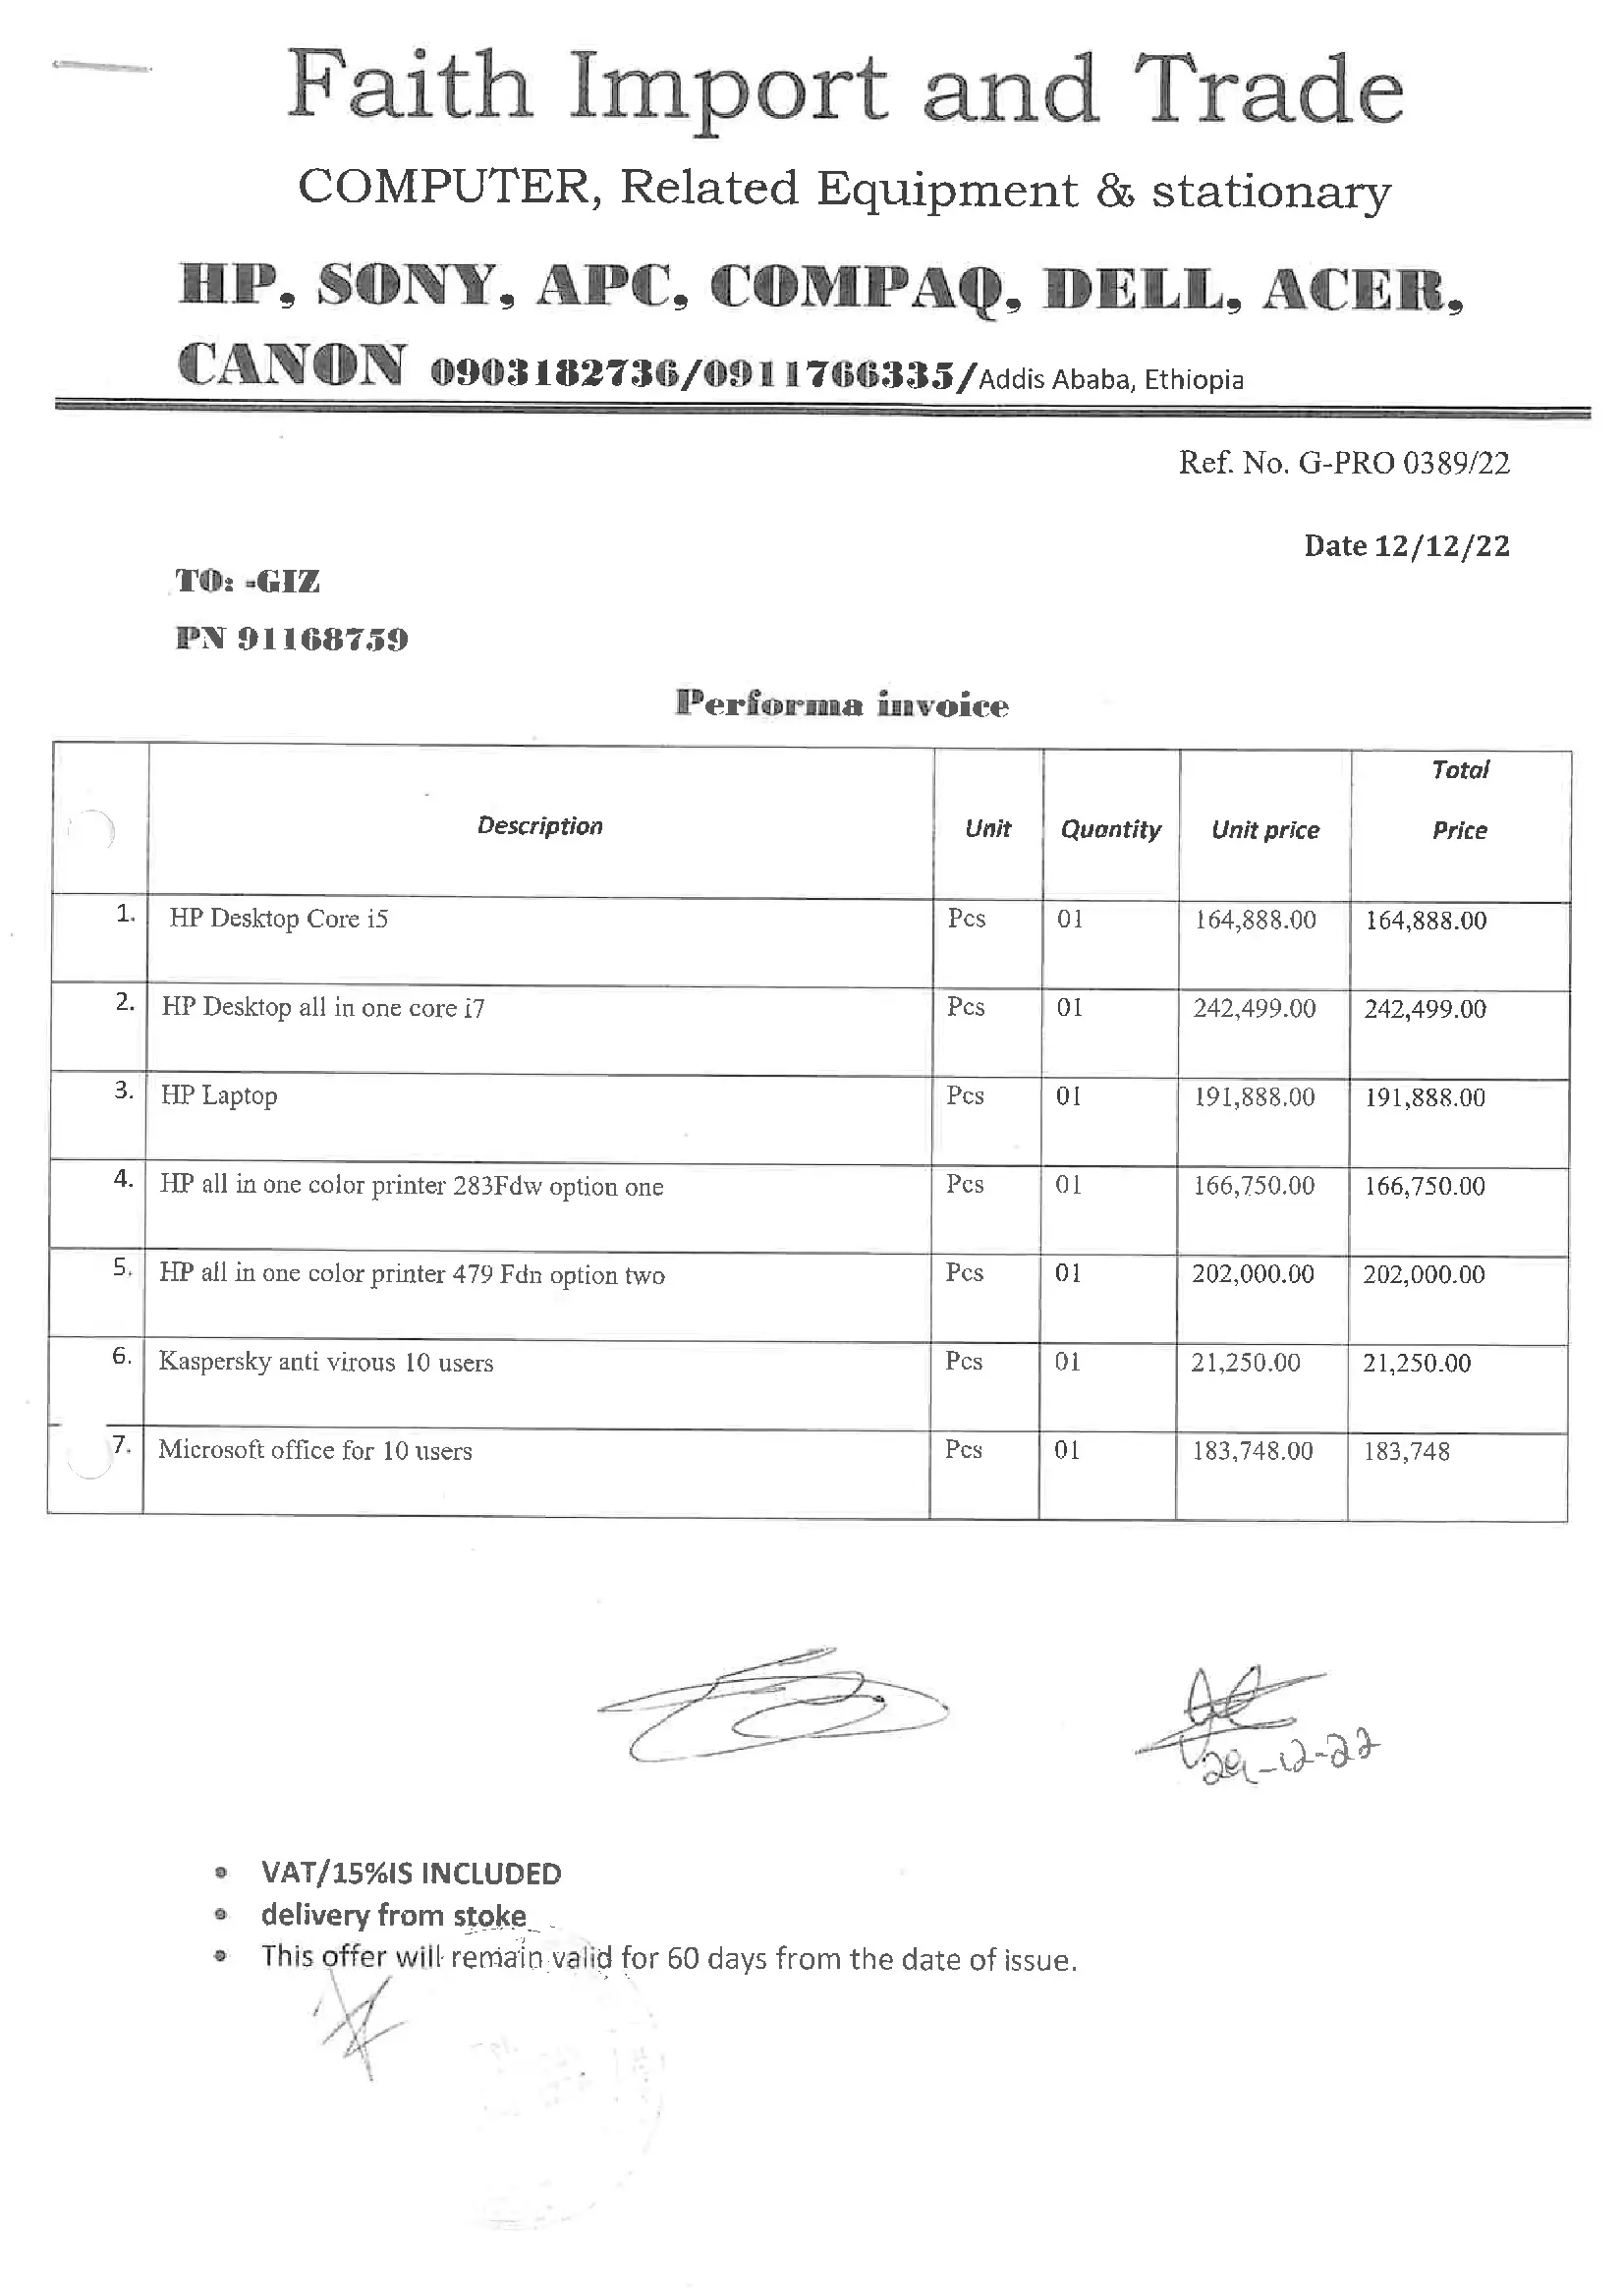 Faith Import and Trade
COMPUTER, Related Equipment & stationary
HP, SONY, APC, COMPAQ, DELL, ACER,
CANON 0903182736/0911766335/Addis Ababa, Ethiopia
Ref. No. G-PRO 0389/22
Date 12/12/22
TO: -GIZ
PN 91168759
Performa invoice
Description Unit Quantity Unit price Total Price
1. HP Desktop Core i5 Pcs 01 164,888.00 164,888.00
2. HP Desktop all in one core i7 Pcs 01 242,499.00 242,499.00
3. HP Laptop Pcs 01 191,888.00 191,888.00
4. HP all in one color printer 283Fdw option one Pcs 01 166,750.00 166,750.00
5. HP all in one color printer 479 Fdn option two Pcs 01 202,000.00 202,000.00
6. Kaspersky anti virous 10 users Pcs 01 21,250.00 21,250.00
7. Microsoft office for 10 users Pcs 01 183,748.00 183,748
• VAT/15%IS INCLUDED
• delivery from stoke
• This offer will remain valid for 60 days from the date of issue.